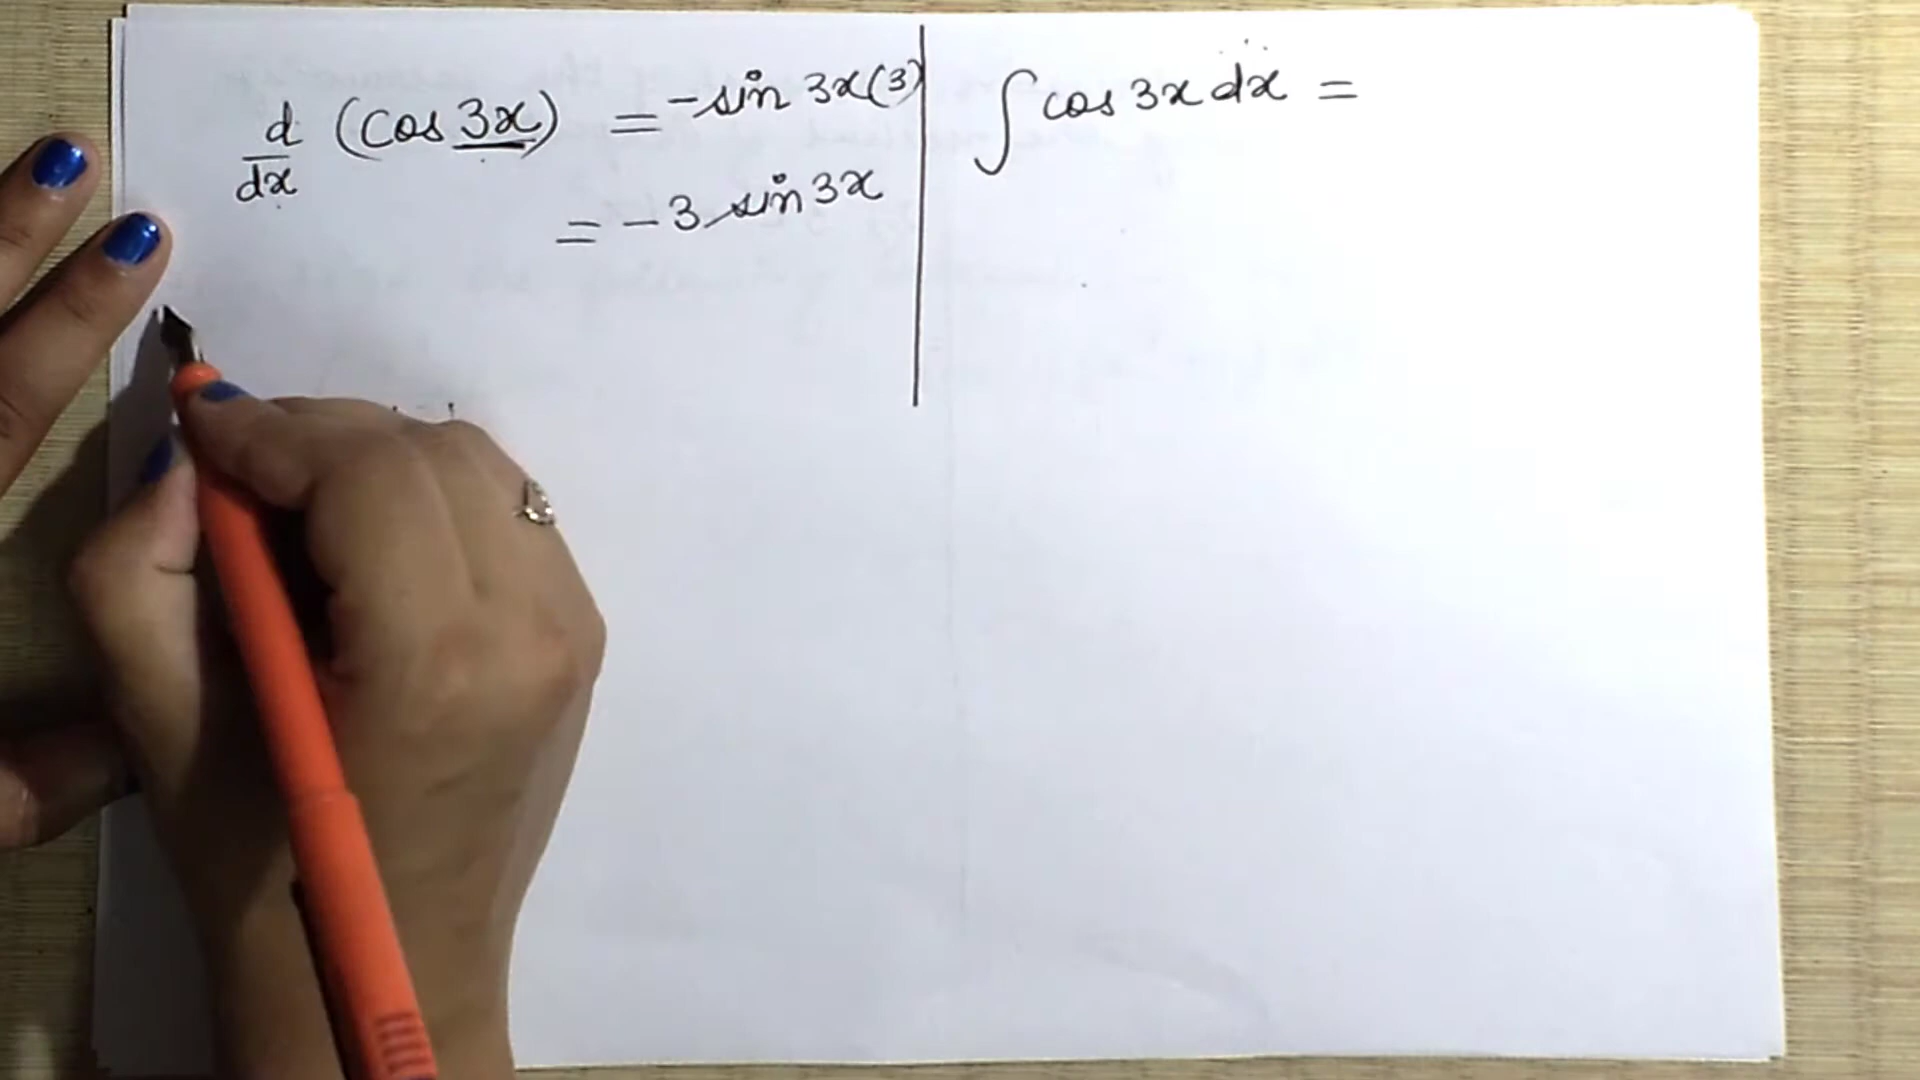 d/dx (cos 3x) = -sin 3x(3)
= -3 sin 3x
∫ cos 3x dx =